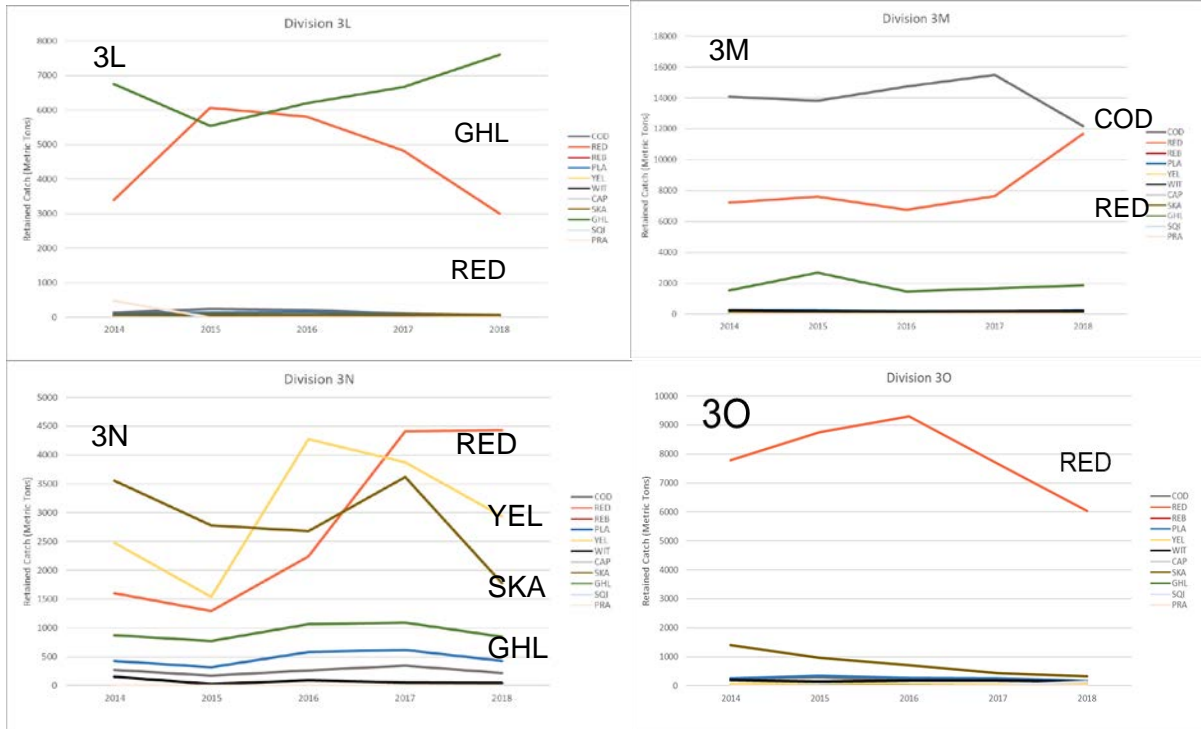 Division 3L
3L
8000
7000
6000
5000
4000
3000
2000
1000
0
Retained Catch (Metric Tons)
2014 2015 2016 2017 2018
GHL
RED
COD
RED
REB
PLA
YEL
WIT
CAP
SKA
GHL
SQI
PRA
Division 3M
3M
18000
16000
14000
12000
10000
8000
6000
4000
2000
0
Retained Catch (Metric Tons)
2014 2015 2016 2017 2018
COD
RED
COD
RED
REB
PLA
YEL
WIT
CAP
SKA
GHL
SQI
PRA
Division 3N
3N
5000
4500
4000
3500
3000
2500
2000
1500
1000
500
0
Retained Catch (Metric Tons)
2014 2015 2016 2017 2018
RED
YEL
SKA
GHL
COD
RED
REB
PLA
YEL
WIT
CAP
SKA
GHL
SQI
PRA
Division 3O
3O
10000
9000
8000
7000
6000
5000
4000
3000
2000
1000
0
Retained Catch (Metric Tons)
2014 2015 2016 2017 2018
RED
COD
RED
REB
PLA
YEL
WIT
CAP
SKA
GHL
SQI
PRA